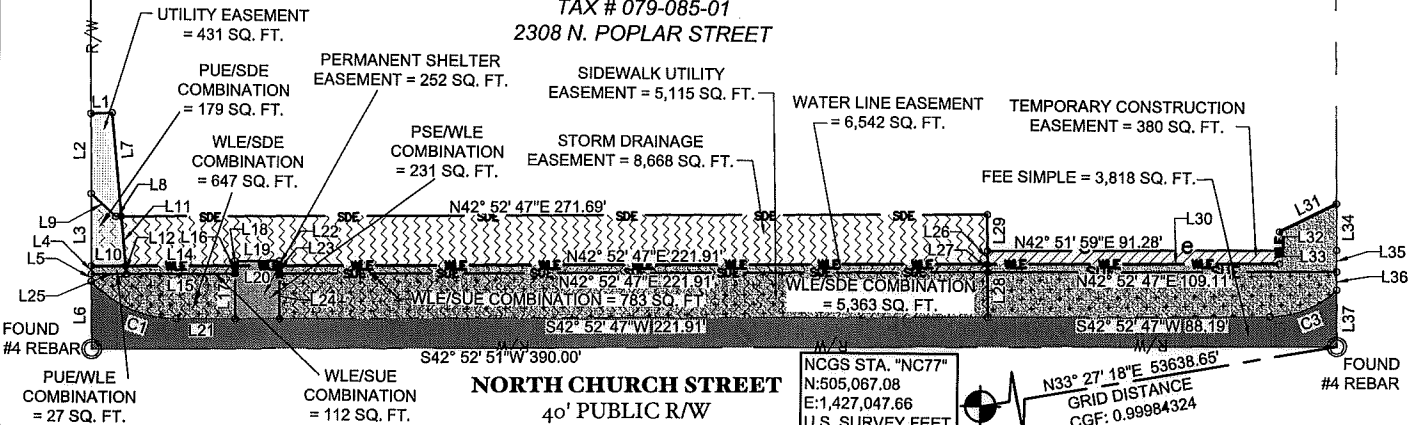 TAX # 079-085-01
2308 N. POPLAR STREET
UTILITY EASEMENT
= 431 SQ. FT.
R/W
PUE/SDE
COMBINATION
= 179 SQ. FT.
PERMANENT SHELTER
EASEMENT = 252 SQ. FT.
SIDEWALK UTILITY
EASEMENT = 5,115 SQ. FT.
WATER LINE EASEMENT
= 6,542 SQ. FT.
TEMPORARY CONSTRUCTION
EASEMENT = 380 SQ. FT.
L1
L2
L7
WLE/SDE
COMBINATION
= 647 SQ. FT.
PSE/WLE
COMBINATION
= 231 SQ. FT.
STORM DRAINAGE
EASEMENT = 8,668 SQ. FT.
FEE SIMPLE = 3,818 SQ. FT.
L8
L9
L11
L3
SDE
SDE
N42° 52' 47"E 271.69'
SDE
SDE
SDE
SDE
L31
L34
L4
L5
L10
L12
L16
L14
L15
L18
L19
L20
L17
L22
L23
L24
L26
L27
L29
L28
L30
L32
L33
L35
L36
L37
N42° 52' 47"E 221.91'
N42° 51' 59"E 91.28'
e
WLE
WLE
WLE
WLE
N42° 52' 47"E 221.91'
N42° 52' 47"E 109.11'
L25
WLE/SUE COMBINATION = 783 SQ. FT.
WLE/SDE COMBINATION
= 5,363 SQ. FT.
L6
C1
L21
S42° 52' 47"W 221.91'
S42° 52' 47"W 88.19'
C3
FOUND
#4 REBAR
S42° 52' 51"W 390.00'
R/W
R/W
R/W
FOUND
#4 REBAR
PUE/WLE
COMBINATION
= 27 SQ. FT.
WLE/SUE
COMBINATION
= 112 SQ. FT.
NORTH CHURCH STREET
40' PUBLIC R/W
NCGS STA. "NC77"
N:505,067.08
E:1,427,047.66
U.S. SURVEY FEET
N33° 27' 18"E 53638.65'
GRID DISTANCE
CGF: 0.99984324